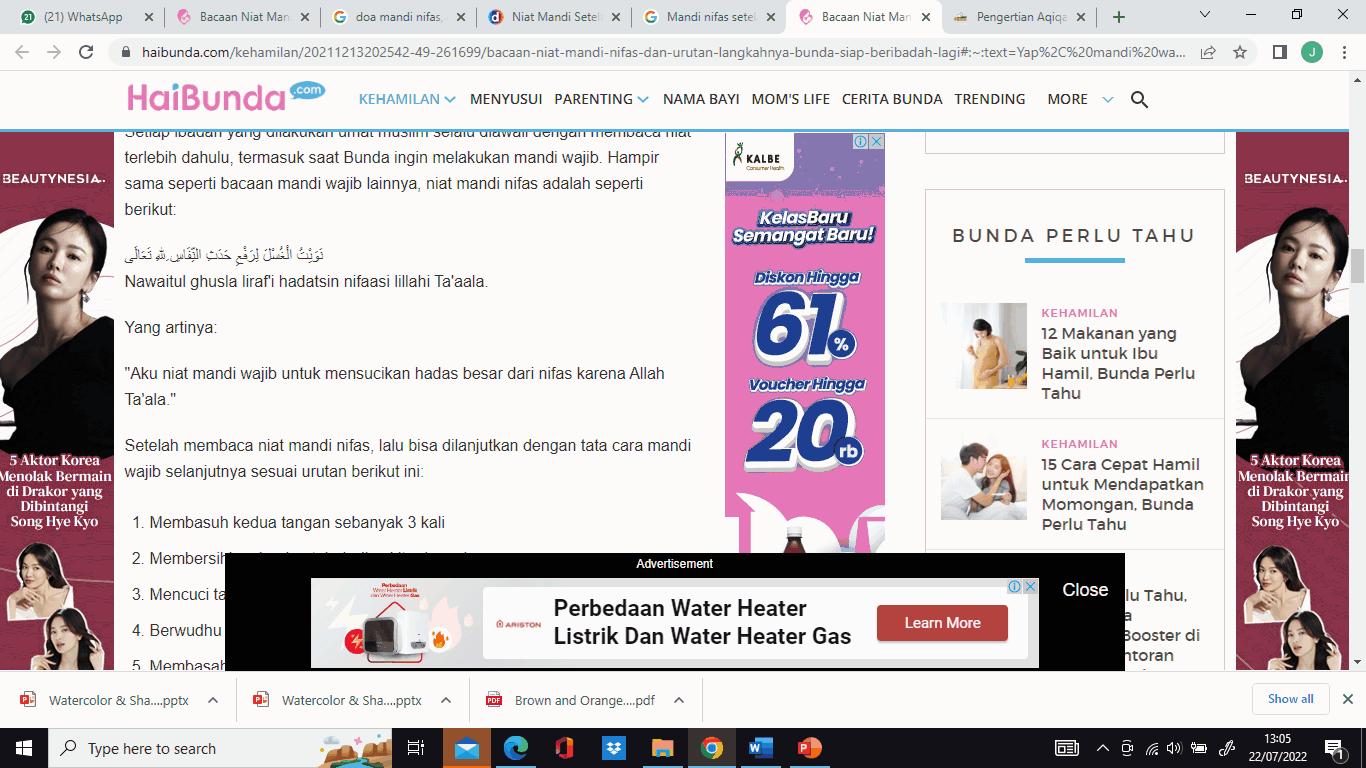 (21) WhatsApp
Bacaan Niat Man
doa mandi nifas,
Niat Mandi Setela
Mandi nifas setel
Bacaan Niat Man
Pengertian Aqiqa
haibunda.com/kehamilan/20211213202542-49-261699/bacaan-niat-mandi-nifas-dan-urutan-langkahnya-bunda-siap-beribadah-lagi#:~:text=Yap%2C%20mandi%20wa...
J
HaiBunda.com
KEHAMILAN MENYUSUI PARENTING NAMA BAYI MOM'S LIFE CERITA BUNDA TRENDING MORE
Setiap ibadah yang dilakukan umat muslim selalu diawali dengan membaca niat
terlebih dahulu, termasuk saat Bunda ingin melakukan mandi wajib. Hampir
sama seperti bacaan mandi wajib lainnya, niat mandi nifas adalah seperti
berikut:
نَوَيْتُ الْغُسْلَ لِرَفْعِ حَدَثِ النِّفَاسِ ِللهِ تَعَالَى
Nawaitul ghusla liraf'i hadatsin nifaasi lillahi Ta'aala.
Yang artinya:
"Aku niat mandi wajib untuk mensucikan hadas besar dari nifas karena Allah
Ta'ala."
Setelah membaca niat mandi nifas, lalu bisa dilanjutkan dengan tata cara mandi
wajib selanjutnya sesuai urutan berikut ini:
1. Membasuh kedua tangan sebanyak 3 kali
2. Membersih
3. Mencuci ta
4. Berwudhu
5. Membasah
BEAUTYNESIA
5 Aktor Korea
Menolak Bermain
di Drakor yang
Dibintangi
Song Hye Kyo
KALBE
Consumer Health
KelasBaru
Semangat Baru!
Diskon Hingga
61%
Voucher Hingga
20rb
BUNDA PERLU TAHU
KEHAMILAN
12 Makanan yang
Baik untuk Ibu
Hamil, Bunda Perlu
Tahu
KEHAMILAN
15 Cara Cepat Hamil
untuk Mendapatkan
Momongan, Bunda
Perlu Tahu
lu Tahu,
a
Booster di
ntoran
BEAUTYNESIA
5 Aktor Korea
Menolak Bermain
di Drakor yang
Dibintangi
Song Hye Kyo
Advertisement
Close
Perbedaan
Water Heater Listrik
dan Water Heater Gas
ARISTON
Perbedaan Water Heater
Listrik Dan Water Heater Gas
Learn More
Watercolor & Sha....pptx
Watercolor & Sha....pptx
PDF
Brown and Orange....pdf
Show all
Type here to search
13:05
22/07/2022
1